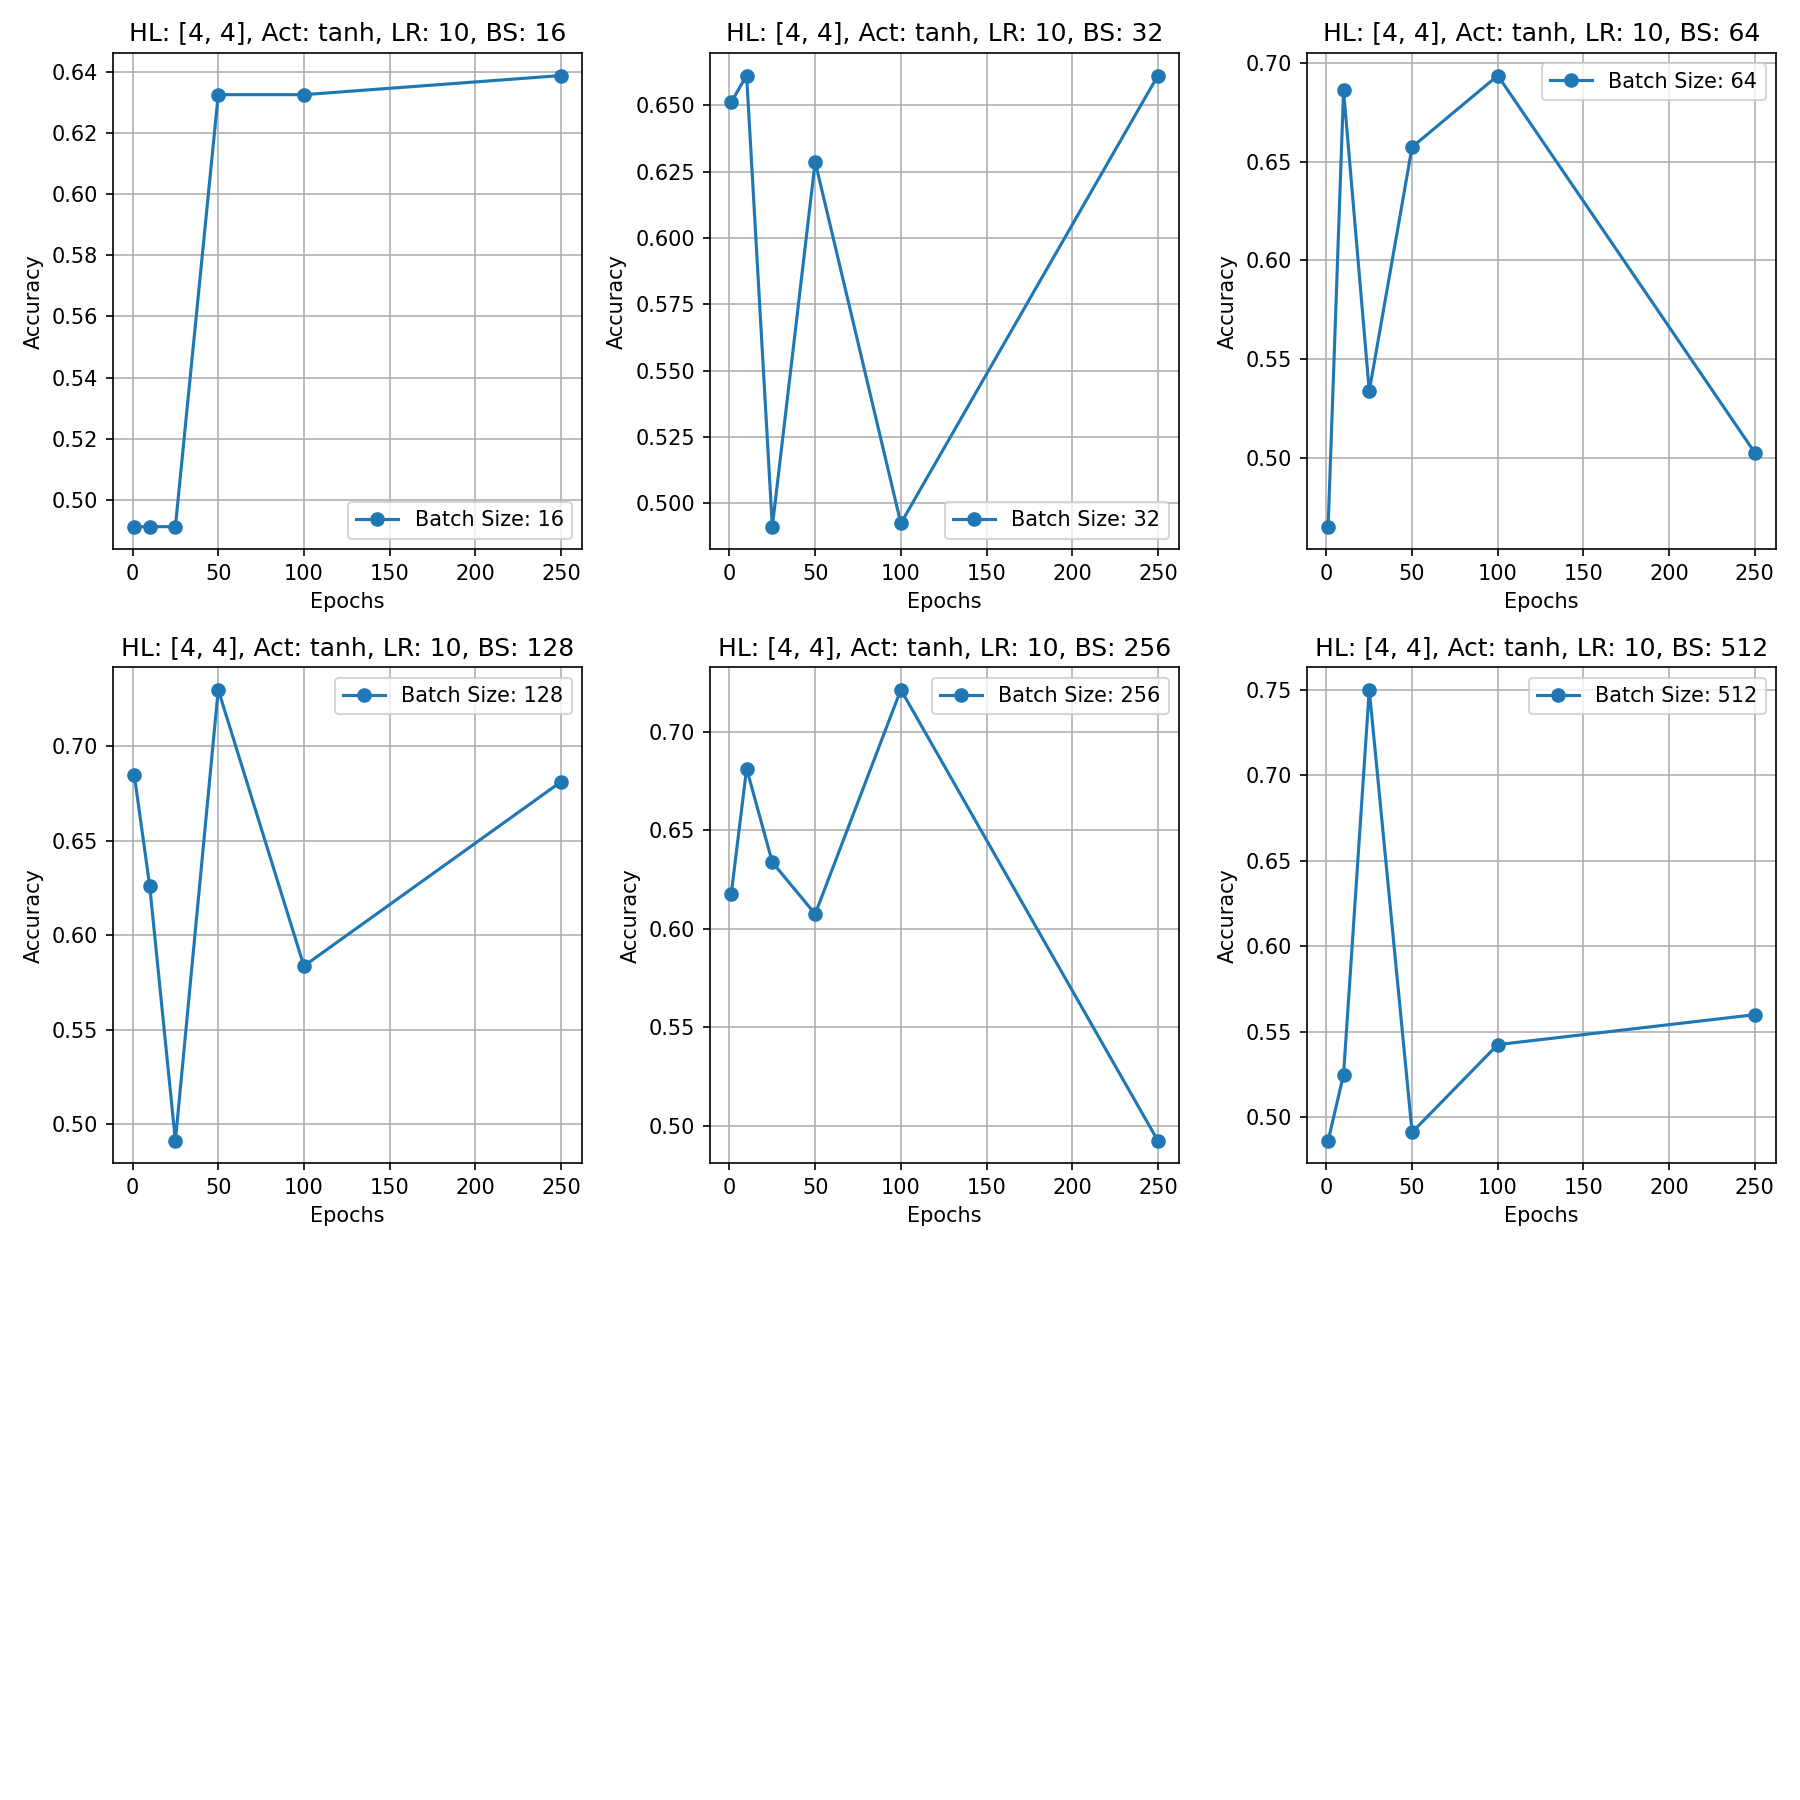 HL: [4, 4], Act: tanh, LR: 10, BS: 16
0.64
0.62
0.60
0.58
0.56
0.54
0.52
0.50
Accuracy
Batch Size: 16
0 50 100 150 200 250
Epochs
HL: [4, 4], Act: tanh, LR: 10, BS: 32
0.650
0.625
0.600
0.575
0.550
0.525
0.500
Accuracy
Batch Size: 32
0 50 100 150 200 250
Epochs
HL: [4, 4], Act: tanh, LR: 10, BS: 64
0.70
0.65
0.60
0.55
0.50
Accuracy
Batch Size: 64
0 50 100 150 200 250
Epochs
HL: [4, 4], Act: tanh, LR: 10, BS: 128
0.70
0.65
0.60
0.55
0.50
Accuracy
Batch Size: 128
0 50 100 150 200 250
Epochs
HL: [4, 4], Act: tanh, LR: 10, BS: 256
0.70
0.65
0.60
0.55
0.50
Accuracy
Batch Size: 256
0 50 100 150 200 250
Epochs
HL: [4, 4], Act: tanh, LR: 10, BS: 512
0.75
0.70
0.65
0.60
0.55
0.50
Accuracy
Batch Size: 512
0 50 100 150 200 250
Epochs